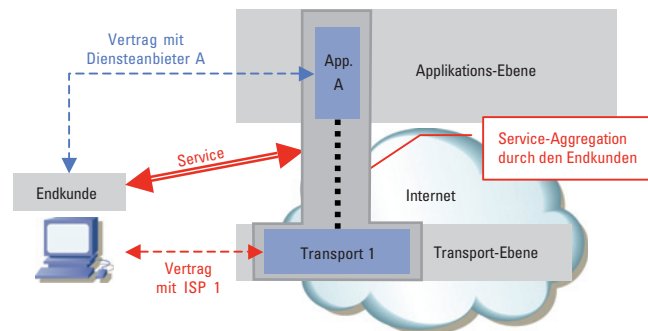 Vertrag mit
Diensteanbieter A
App.
A
Applikations-Ebene
Service
Service-Aggregation
durch den Endkunden
Endkunde
Internet
Transport 1
Transport-Ebene
Vertrag
mit ISP 1